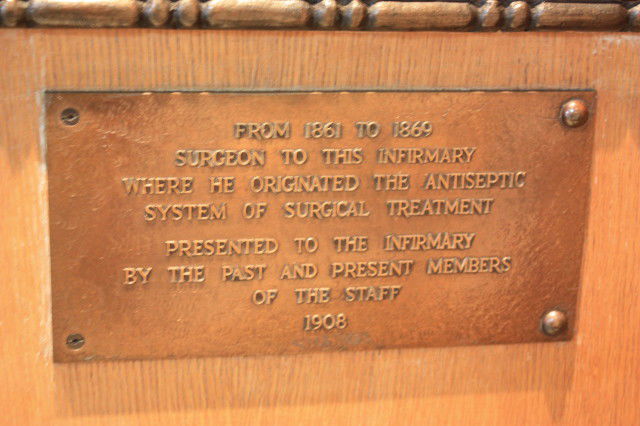 FROM 1861 TO 1869
SURGEON TO THIS INFIRMARY
WHERE HE ORIGINATED THE ANTISEPTIC
SYSTEM OF SURGICAL TREATMENT
PRESENTED TO THE INFIRMARY
BY THE PAST AND PRESENT MEMBERS
OF THE STAFF
1908